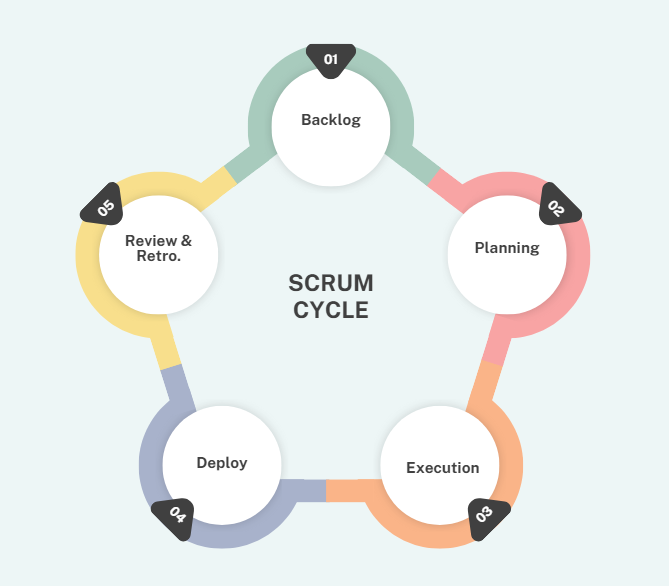 01
Backlog
02
Planning
03
Execution
04
Deploy
05
Review &
Retro.
SCRUM
CYCLE